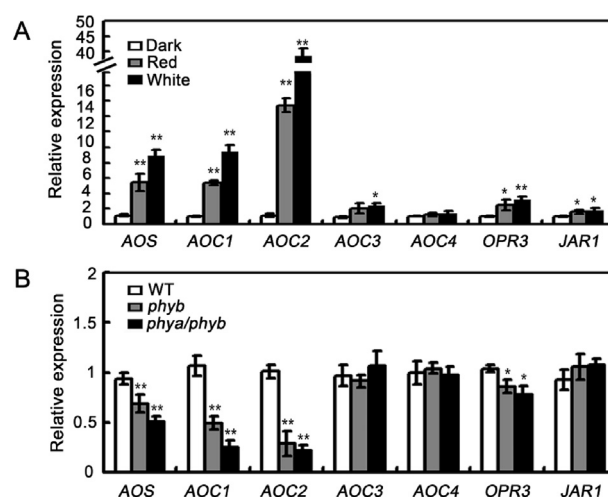 A
Relative expression
50
40
16
14
12
10
8
6
4
2
0
Dark
Red
White
** **
** **
** **
*
* **
* *
AOS AOC1 AOC2 AOC3 AOC4 OPR3 JAR1
B
Relative expression
2
1.5
1
0.5
0
WT
phyb
phya/phyb
** **
** **
** **
* *
AOS AOC1 AOC2 AOC3 AOC4 OPR3 JAR1